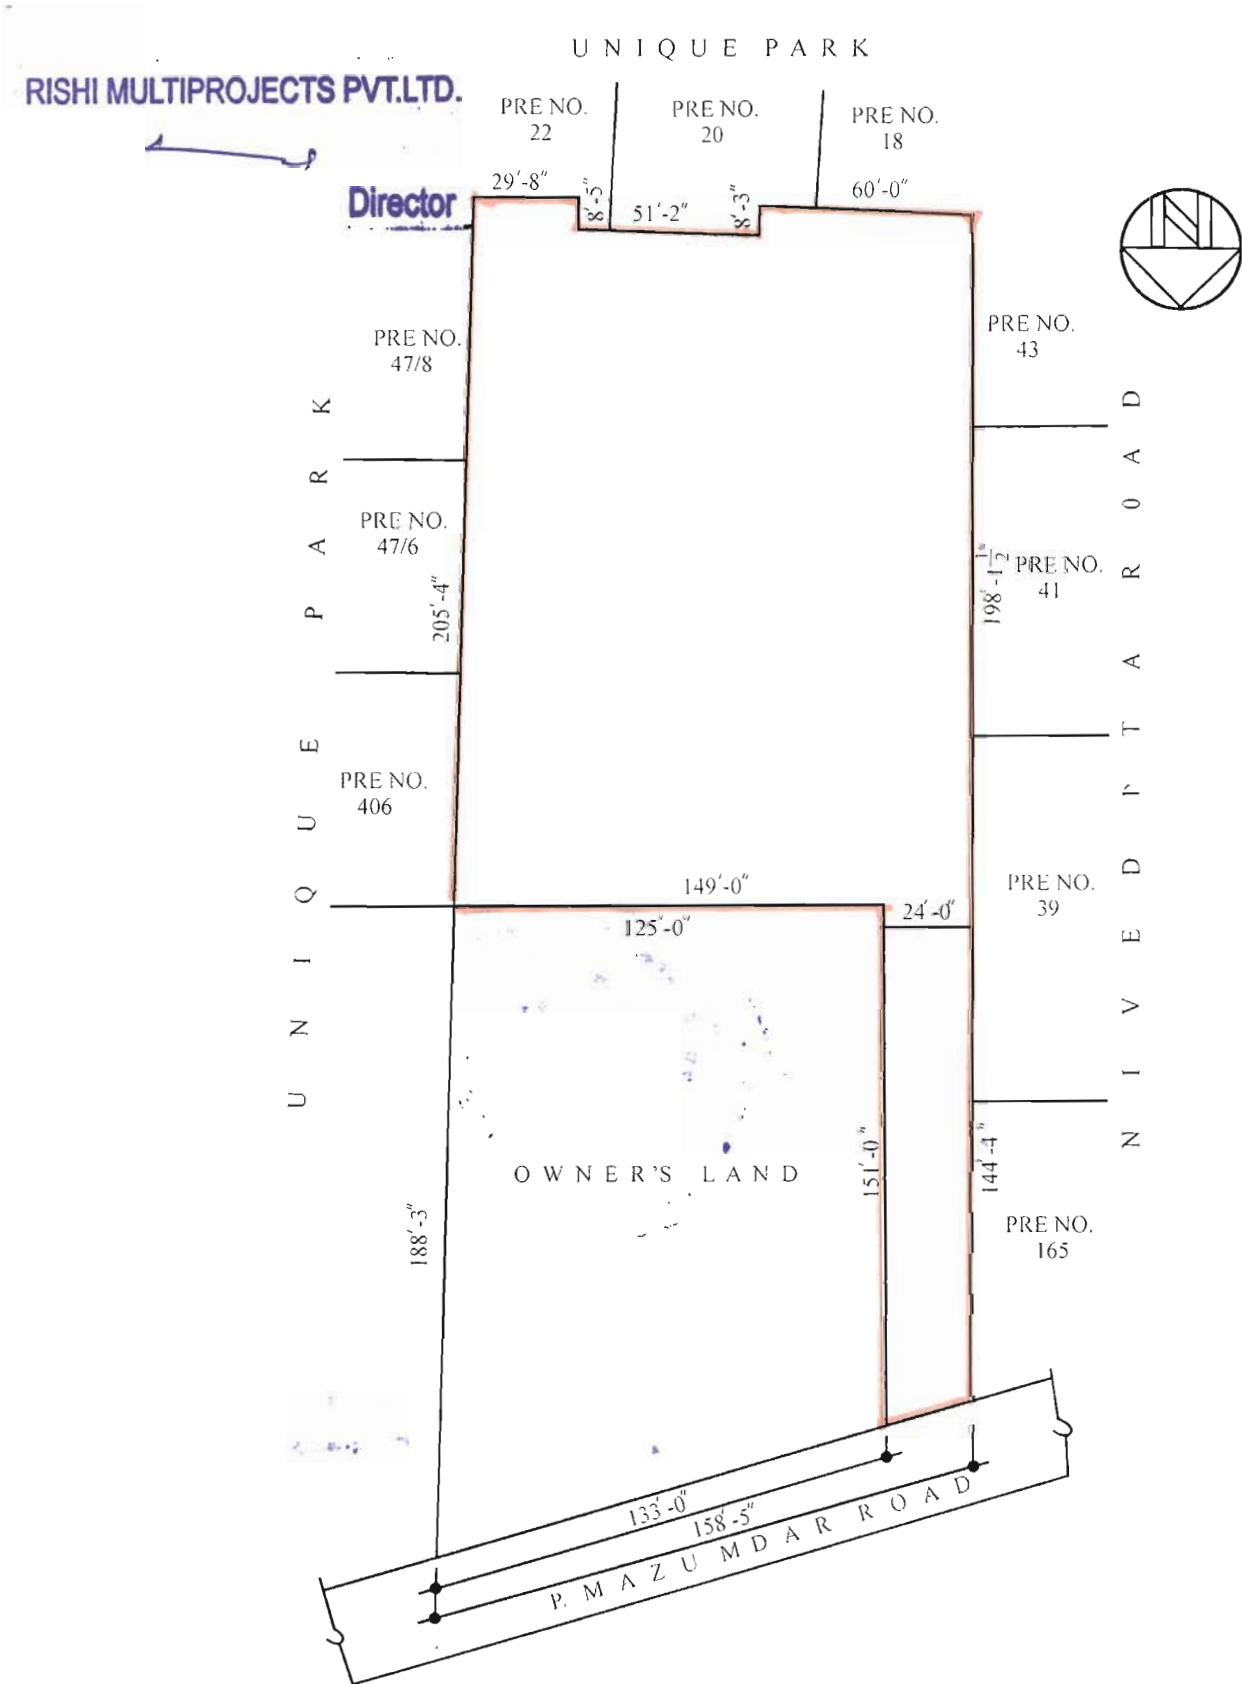 UNIQUE PARK
RISHI MULTIPROJECTS PVT.LTD.
Director
PRE NO.
22
PRE NO.
20
PRE NO.
18
29'-8"
8'-5"
51'-2"
8'-3"
60'-0"
N
PRE NO.
47/8
PRE NO.
43
UNIQUE PARK
PRE NO.
47/6
205'-4"
198'-1 1/2"
PRE NO.
41
PRE NO.
406
149'-0"
125'-0"
24'-0"
PRE NO.
39
OWNER'S LAND
188'-3"
151'-0"
144'-4"
PRE NO.
165
133'-0"
158'-5"
P. MAZUMDAR ROAD